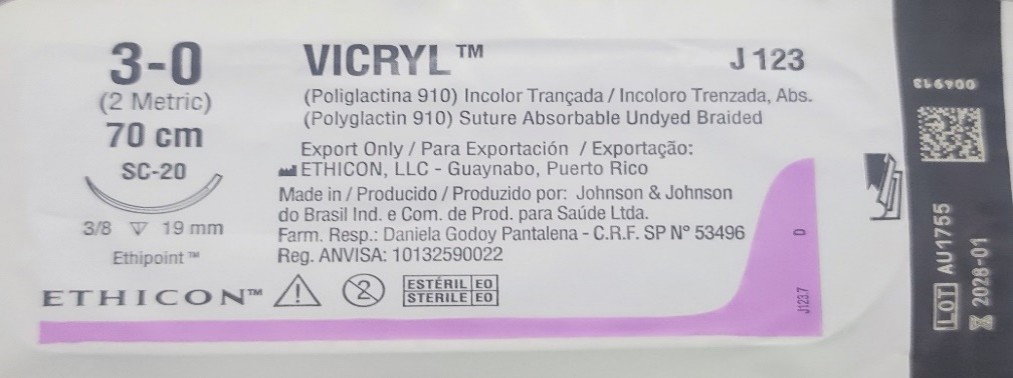 3-0
(2 Metric)
70 cm
SC-20
3/8 19 mm
Ethipoint™
VICRYL™
J 123
(Poliglactina 910) Incolor Trançada / Incoloro Trenzada, Abs.
(Polyglactin 910) Suture Absorbable Undyed Braided
Export Only / Para Exportación / Exportação:
ETHICON, LLC - Guaynabo, Puerto Rico
Made in / Producido / Produzido por: Johnson & Johnson
do Brasil Ind. e Com. de Prod. para Saúde Ltda.
Farm. Resp.: Daniela Godoy Pantalena - C.R.F. SP Nº 53496
Reg. ANVISA: 10132590022
ETHICON™
2
ESTÉRIL EO
STERILE EO
D
J123.7
LOT AU1755
2028-01